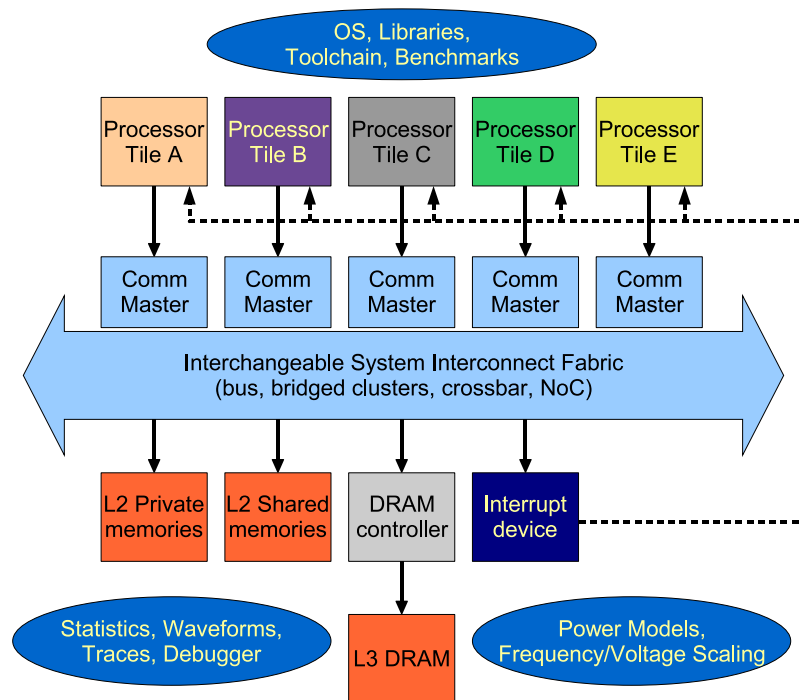 OS, Libraries,
Toolchain, Benchmarks
Processor
Tile A
Processor
Tile B
Processor
Tile C
Processor
Tile D
Processor
Tile E
Comm
Master
Comm
Master
Comm
Master
Comm
Master
Comm
Master
Interchangeable System Interconnect Fabric
(bus, bridged clusters, crossbar, NoC)
L2 Private
memories
L2 Shared
memories
DRAM
controller
Interrupt
device
Statistics, Waveforms,
Traces, Debugger
L3 DRAM
Power Models,
Frequency/Voltage Scaling